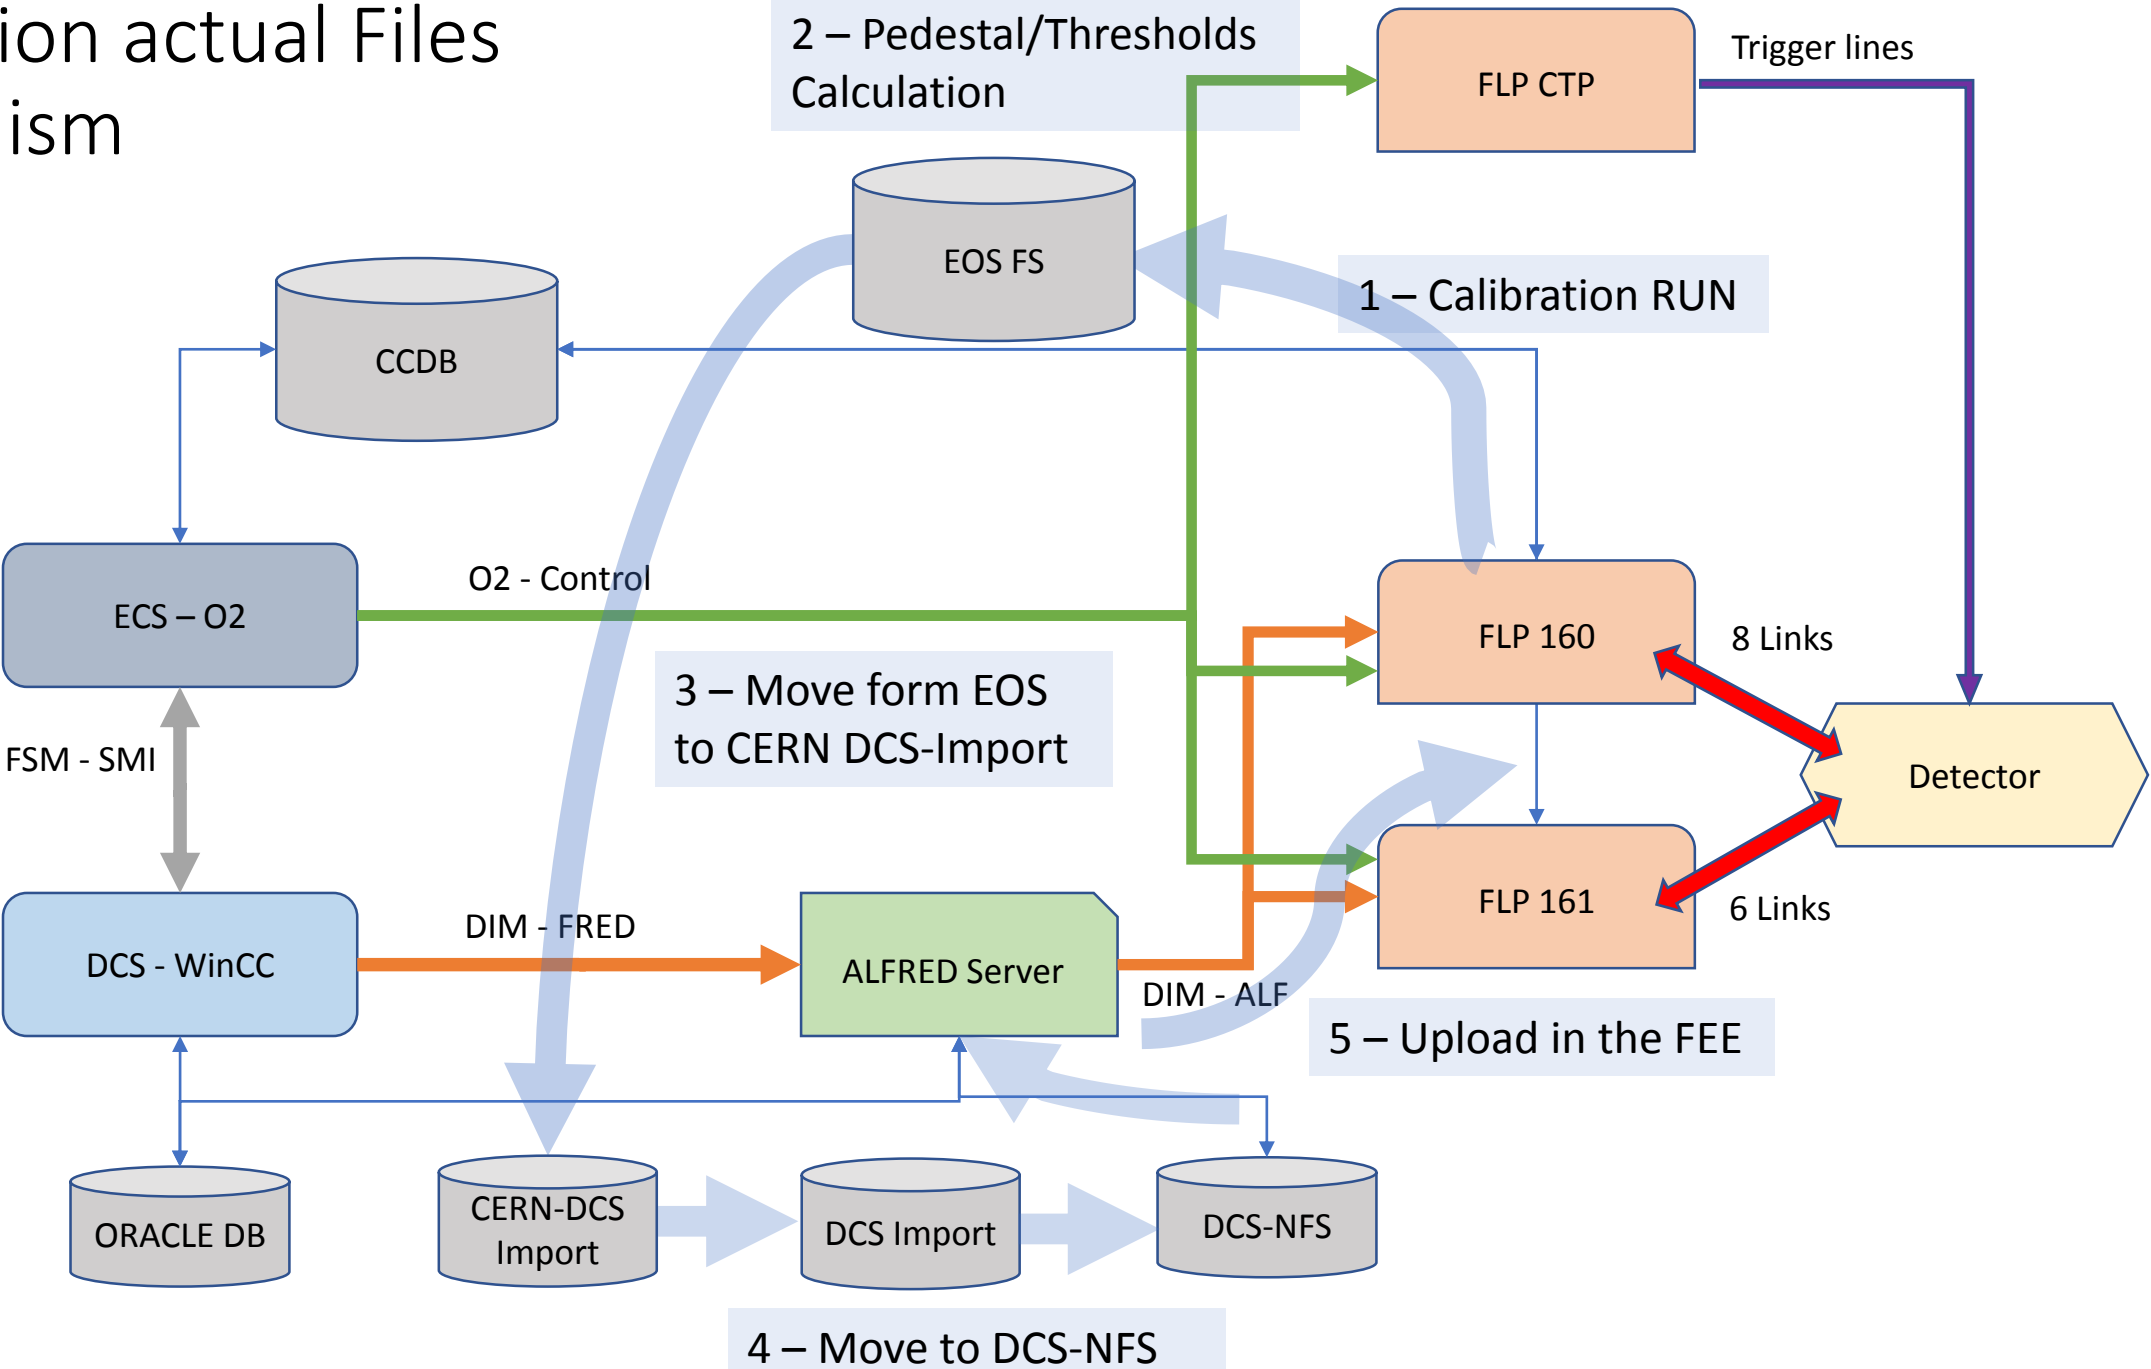 ion actual Files
ism
2 – Pedestal/Thresholds
Calculation
FLP CTP
Trigger lines
EOS FS
1 – Calibration RUN
CCDB
O2 - Control
ECS – O2
FLP 160
8 Links
3 – Move form EOS
to CERN DCS-Import
FSM - SMI
Detector
FLP 161
6 Links
DIM - FRED
DCS - WinCC
ALFRED Server
DIM - ALF
5 – Upload in the FEE
ORACLE DB
CERN-DCS
Import
DCS Import
DCS-NFS
4 – Move to DCS-NFS